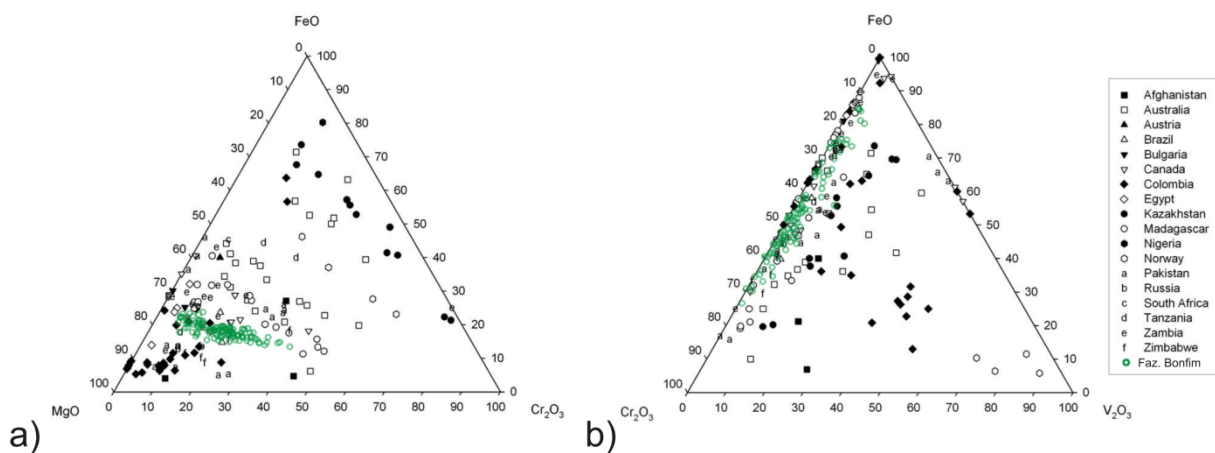 FeO
0 100
10 90
20 80
30 70
40 60
50 50
60 40
70 30
80 20
90 10
100 0
0 10 20 30 40 50 60 70 80 90 100
MgO
Cr₂O₃
a)
FeO
0 100
10 90
20 80
30 70
40 60
50 50
60 40
70 30
80 20
90 10
100 0
0 10 20 30 40 50 60 70 80 90 100
Cr₂O₃
V₂O₃
b)
Afghanistan
Australia
Austria
Brazil
Bulgaria
Canada
Colombia
Egypt
Kazakhstan
Madagascar
Nigeria
Norway
a Pakistan
b Russia
c South Africa
d Tanzania
e Zambia
f Zimbabwe
Faz. Bonfim